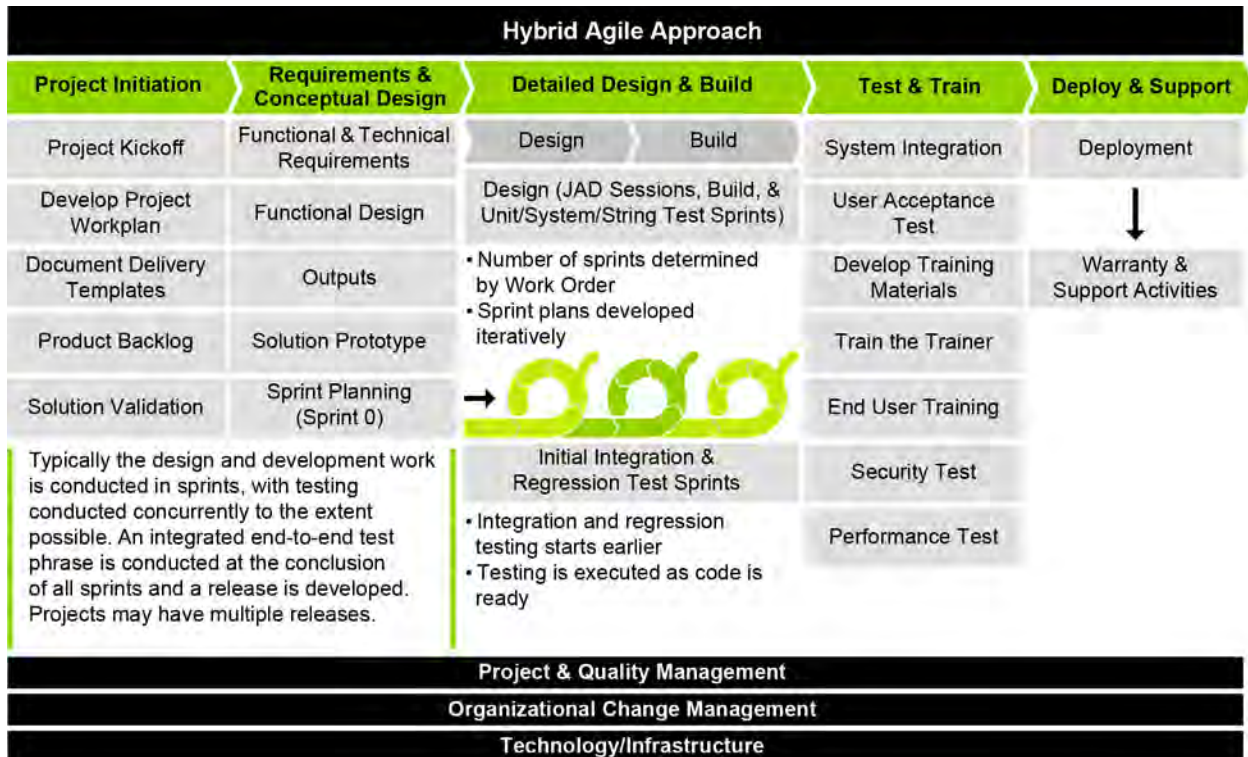 Hybrid Agile Approach
Project Initiation
Requirements &
Conceptual Design
Detailed Design & Build
Test & Train
Deploy & Support
Project Kickoff
Develop Project
Workplan
Document Delivery
Templates
Product Backlog
Solution Validation
Functional & Technical
Requirements
Functional Design
Outputs
Solution Prototype
Sprint Planning
(Sprint 0)
Typically the design and development work
is conducted in sprints, with testing
conducted concurrently to the extent
possible. An integrated end-to-end test
phrase is conducted at the conclusion
of all sprints and a release is developed.
Projects may have multiple releases.
Design
Build
Design (JAD Sessions, Build, &
Unit/System/String Test Sprints)
• Number of sprints determined
by Work Order
• Sprint plans developed
iteratively
Initial Integration &
Regression Test Sprints
• Integration and regression
testing starts earlier
• Testing is executed as code is
ready
System Integration
User Acceptance
Test
Develop Training
Materials
Train the Trainer
End User Training
Security Test
Performance Test
Deployment
Warranty &
Support Activities
Project & Quality Management
Organizational Change Management
Technology/Infrastructure